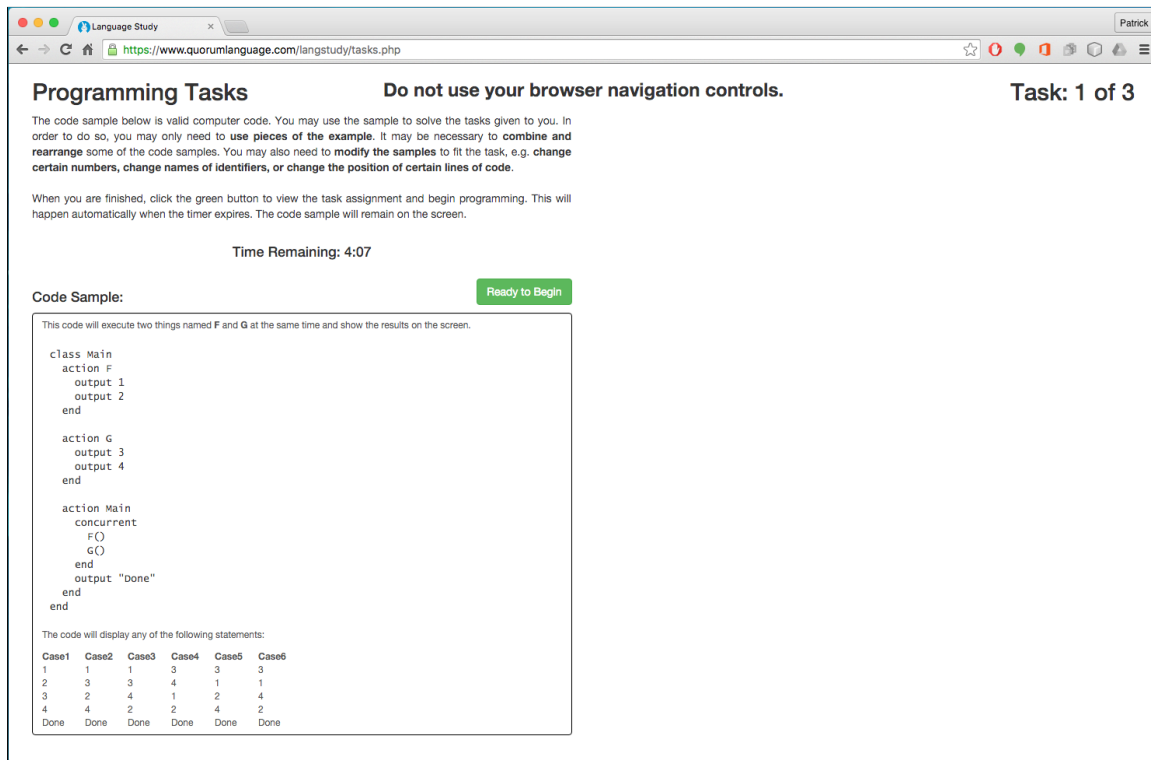 Language Study
Patrick
https://www.quorumlanguage.com/langstudy/tasks.php
Programming Tasks
Do not use your browser navigation controls.
Task: 1 of 3
The code sample below is valid computer code. You may use the sample to solve the tasks given to you. In
order to do so, you may only need to use pieces of the example. It may be necessary to combine and
rearrange some of the code samples. You may also need to modify the samples to fit the task, e.g. change
certain numbers, change names of identifiers, or change the position of certain lines of code.
When you are finished, click the green button to view the task assignment and begin programming. This will
happen automatically when the timer expires. The code sample will remain on the screen.
Time Remaining: 4:07
Code Sample:
Ready to Begin
This code will execute two things named F and G at the same time and show the results on the screen.
class Main
action F
output 1
output 2
end
action G
output 3
output 4
end
action Main
concurrent
F()
G()
end
output "Done"
end
end
The code will display any of the following statements:
Case1 Case2 Case3 Case4 Case5 Case6
1 1 1 3 3 3
2 3 3 4 1 1
3 2 4 1 2 4
4 4 2 2 4 2
Done Done Done Done Done Done